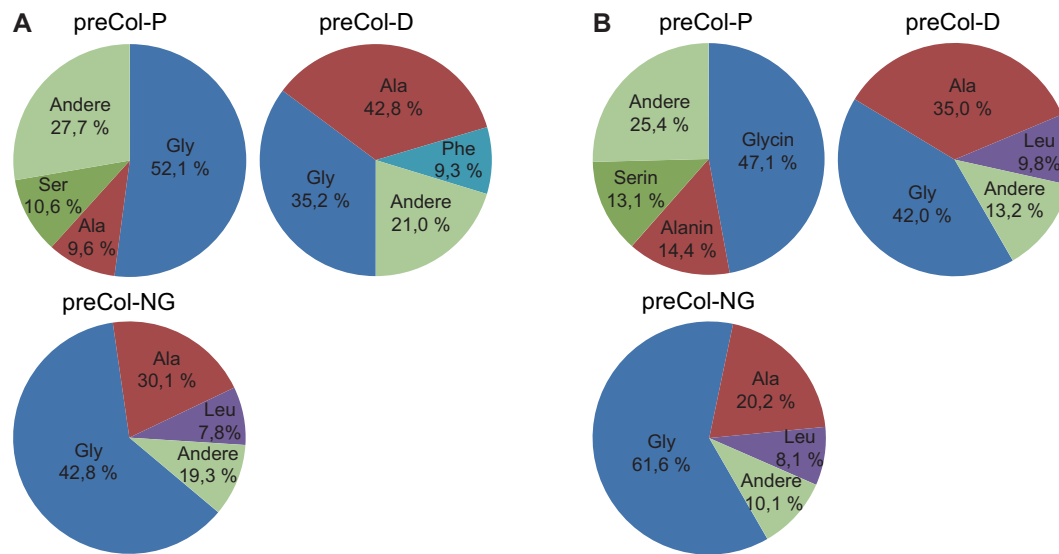 A
preCol-P
Andere
27,7 %
Gly
52,1 %
Ser
10,6 %
Ala
9,6 %
preCol-D
Ala
42,8 %
Phe
9,3 %
Gly
35,2 %
Andere
21,0 %
preCol-NG
Ala
30,1 %
Leu
7,8%
Gly
42,8 %
Andere
19,3 %
B
preCol-P
Andere
25,4 %
Glycin
47,1 %
Serin
13,1 %
Alanin
14,4 %
preCol-D
Ala
35,0 %
Leu
9,8%
Gly
42,0 %
Andere
13,2 %
preCol-NG
Ala
20,2 %
Gly
61,6 %
Leu
8,1 %
Andere
10,1 %